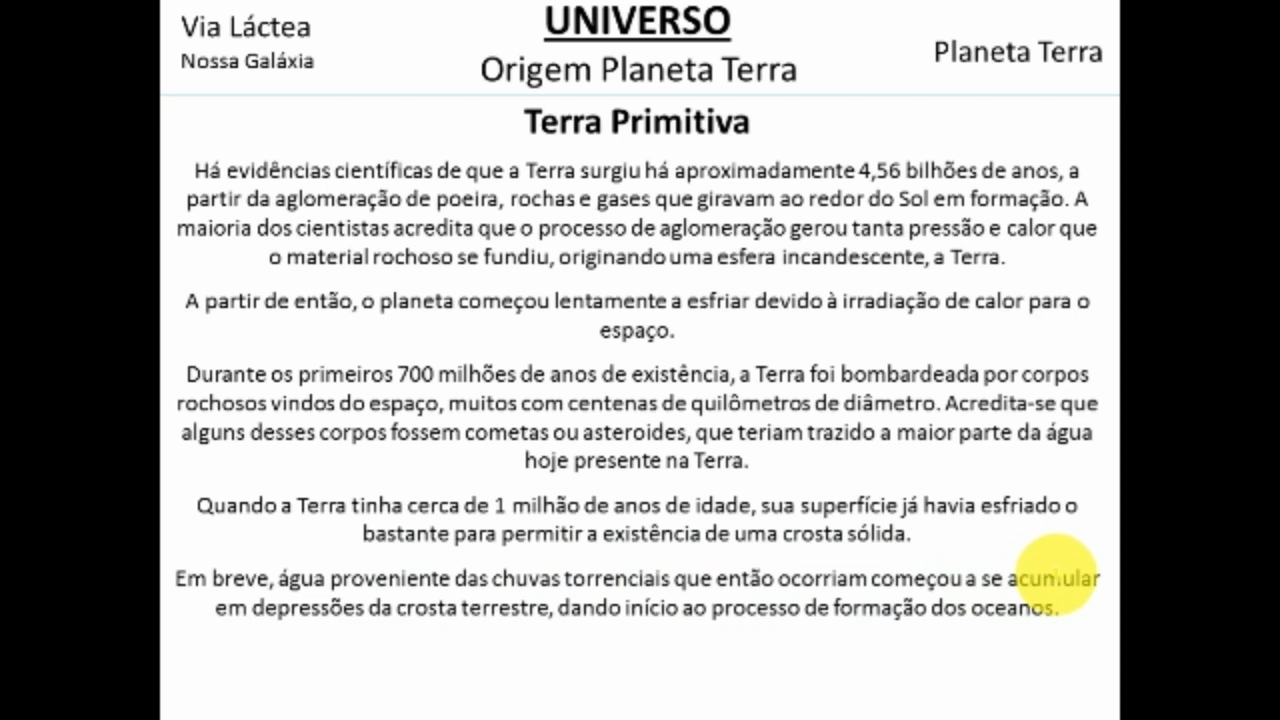 Via Láctea
Nossa Galáxia
UNIVERSO
Origem Planeta Terra
Planeta Terra
Terra Primitiva
Há evidências científicas de que a Terra surgiu há aproximadamente 4,56 bilhões de anos, a
partir da aglomeração de poeira, rochas e gases que giravam ao redor do Sol em formação. A
maioria dos cientistas acredita que o processo de aglomeração gerou tanta pressão e calor que
o material rochoso se fundiu, originando uma esfera incandescente, a Terra.
A partir de então, o planeta começou lentamente a esfriar devido à irradiação de calor para o
espaço.
Durante os primeiros 700 milhões de anos de existência, a Terra foi bombardeada por corpos
rochosos vindos do espaço, muitos com centenas de quilômetros de diâmetro. Acredita-se que
alguns desses corpos fossem cometas ou asteroides, que teriam trazido a maior parte da água
hoje presente na Terra.
Quando a Terra tinha cerca de 1 milhão de anos de idade, sua superfície já havia esfriado o
bastante para permitir a existência de uma crosta sólida.
Em breve, água proveniente das chuvas torrenciais que então ocorriam começou a se acumular
em depressões da crosta terrestre, dando início ao processo de formação dos oceanos.